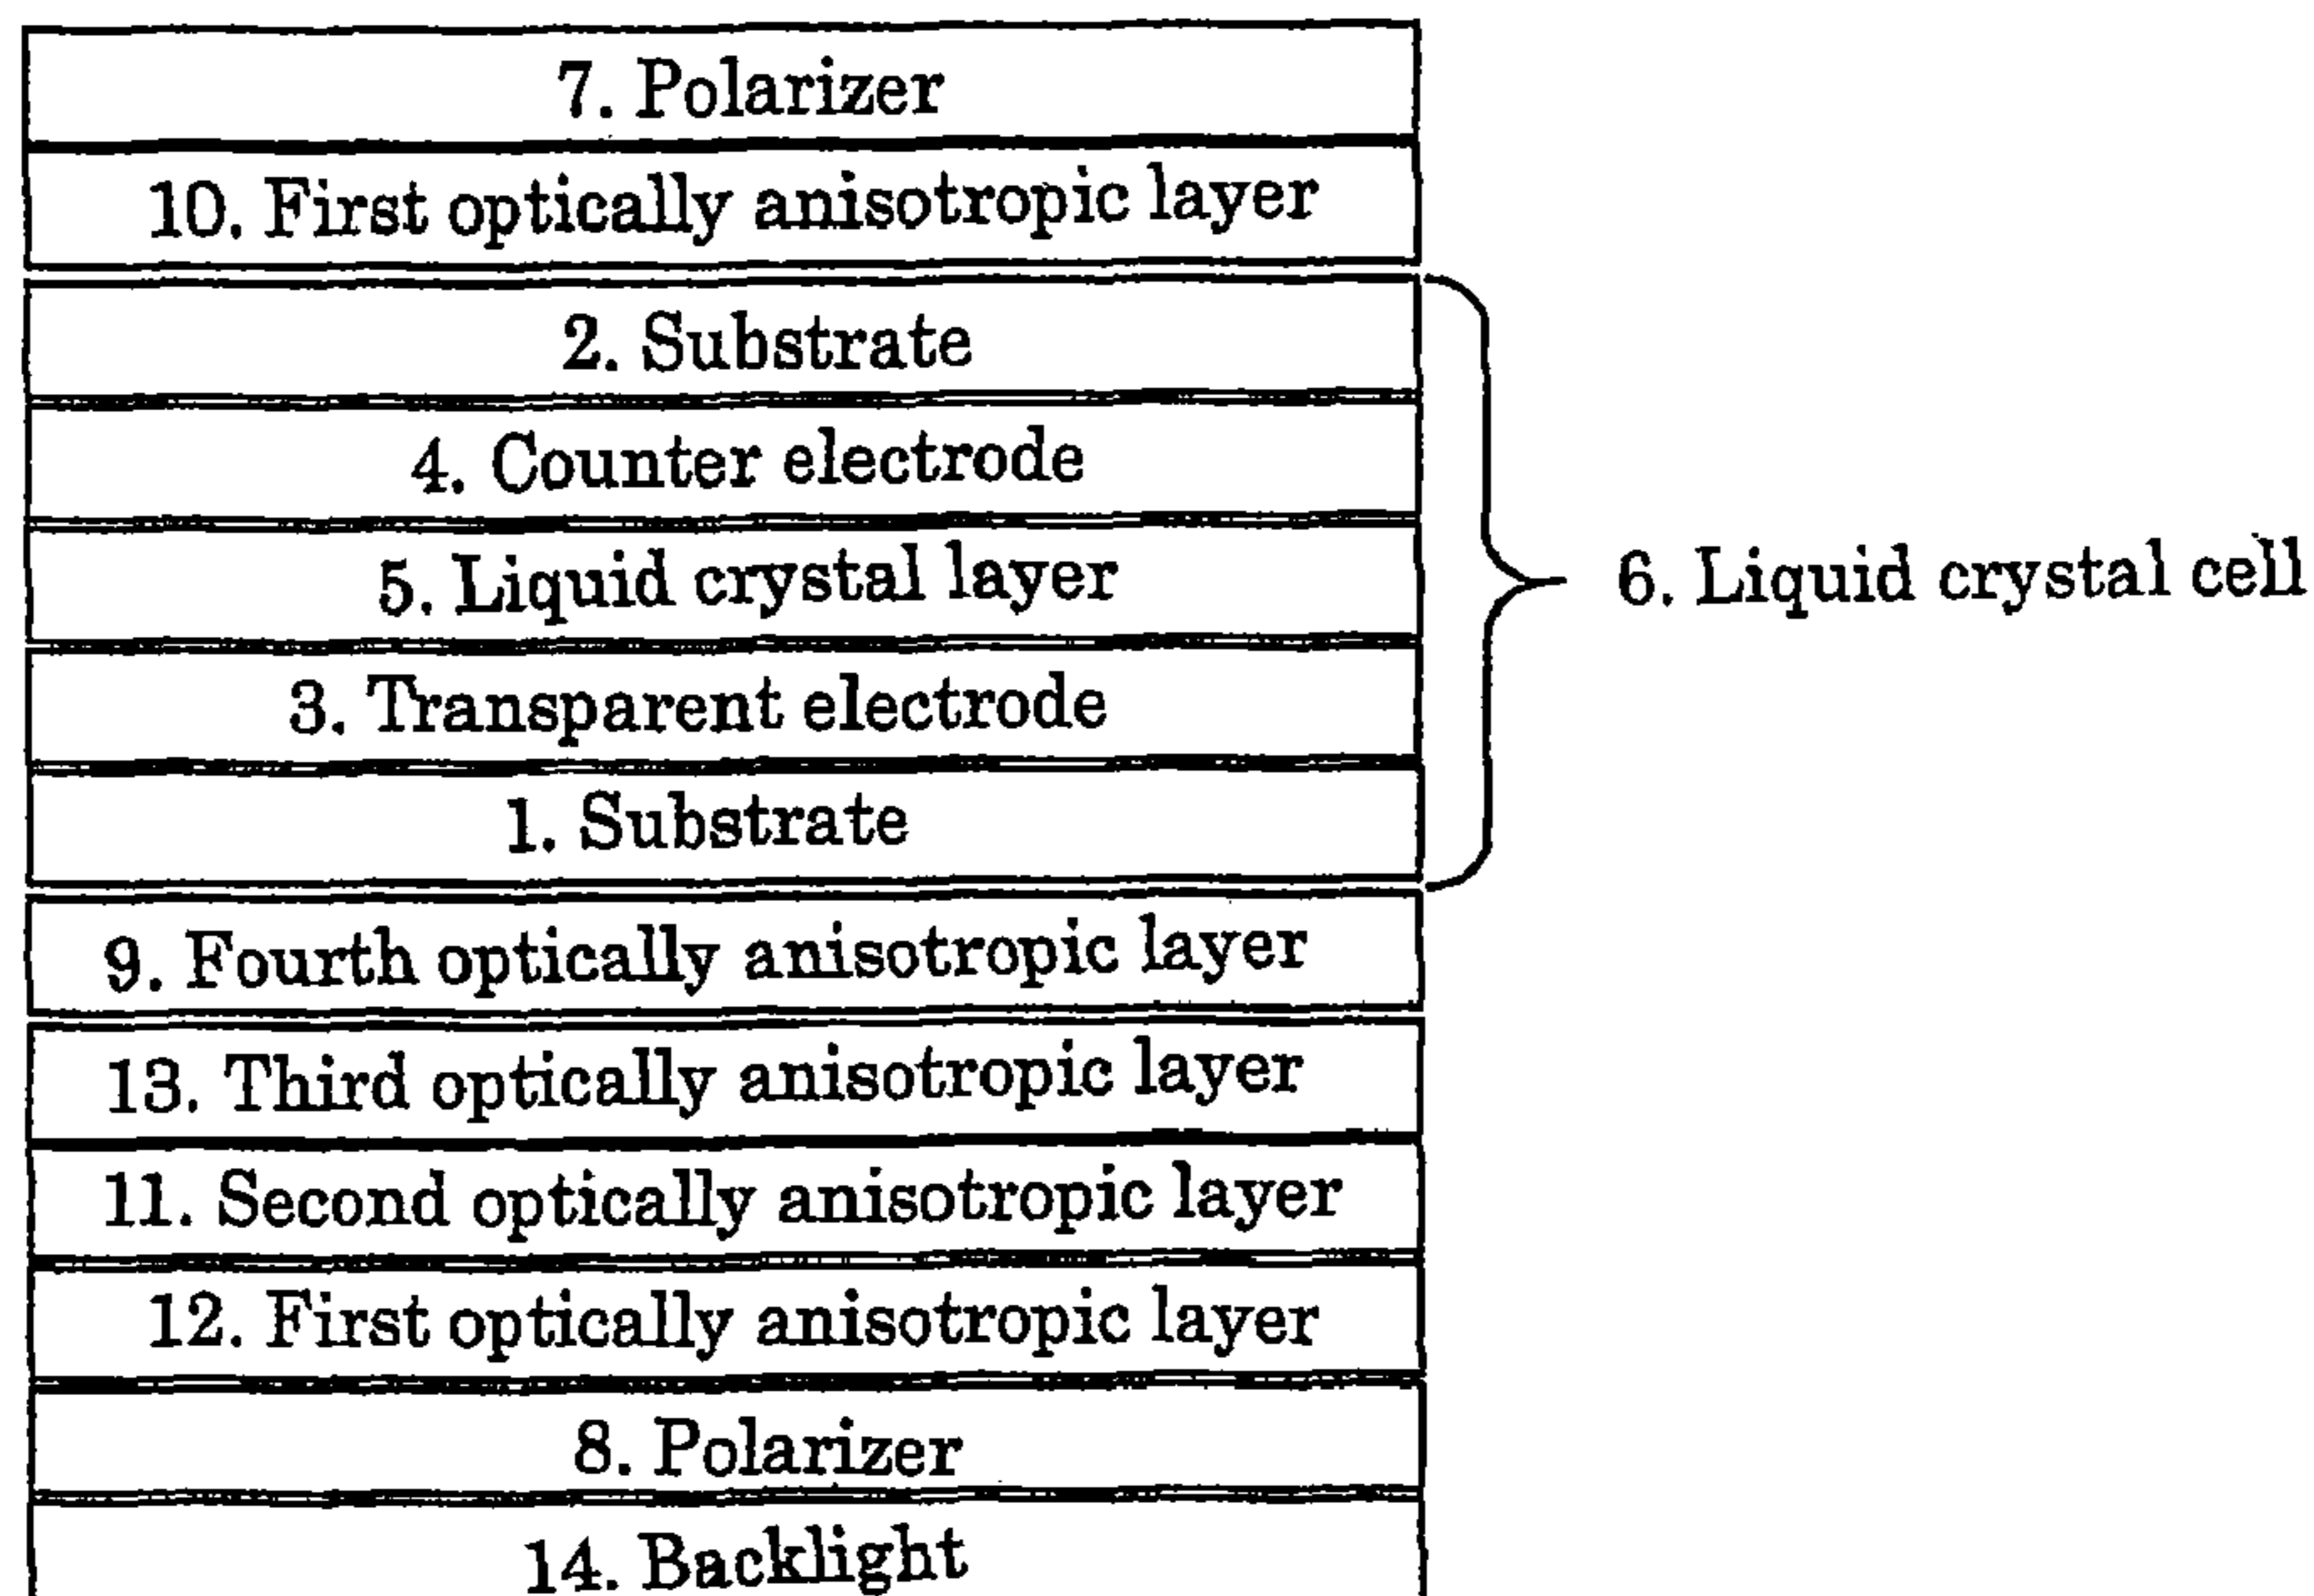 7. Polarizer
10. First optically anisotropic layer
2. Substrate
4. Counter electrode
5. Liquid crystal layer
6. Liquid crystal cell
3. Transparent electrode
1. Substrate
9. Fourth optically anisotropic layer
13. Third optically anisotropic layer
11. Second optically anisotropic layer
12. First optically anisotropic layer
8. Polarizer
14. Backlight